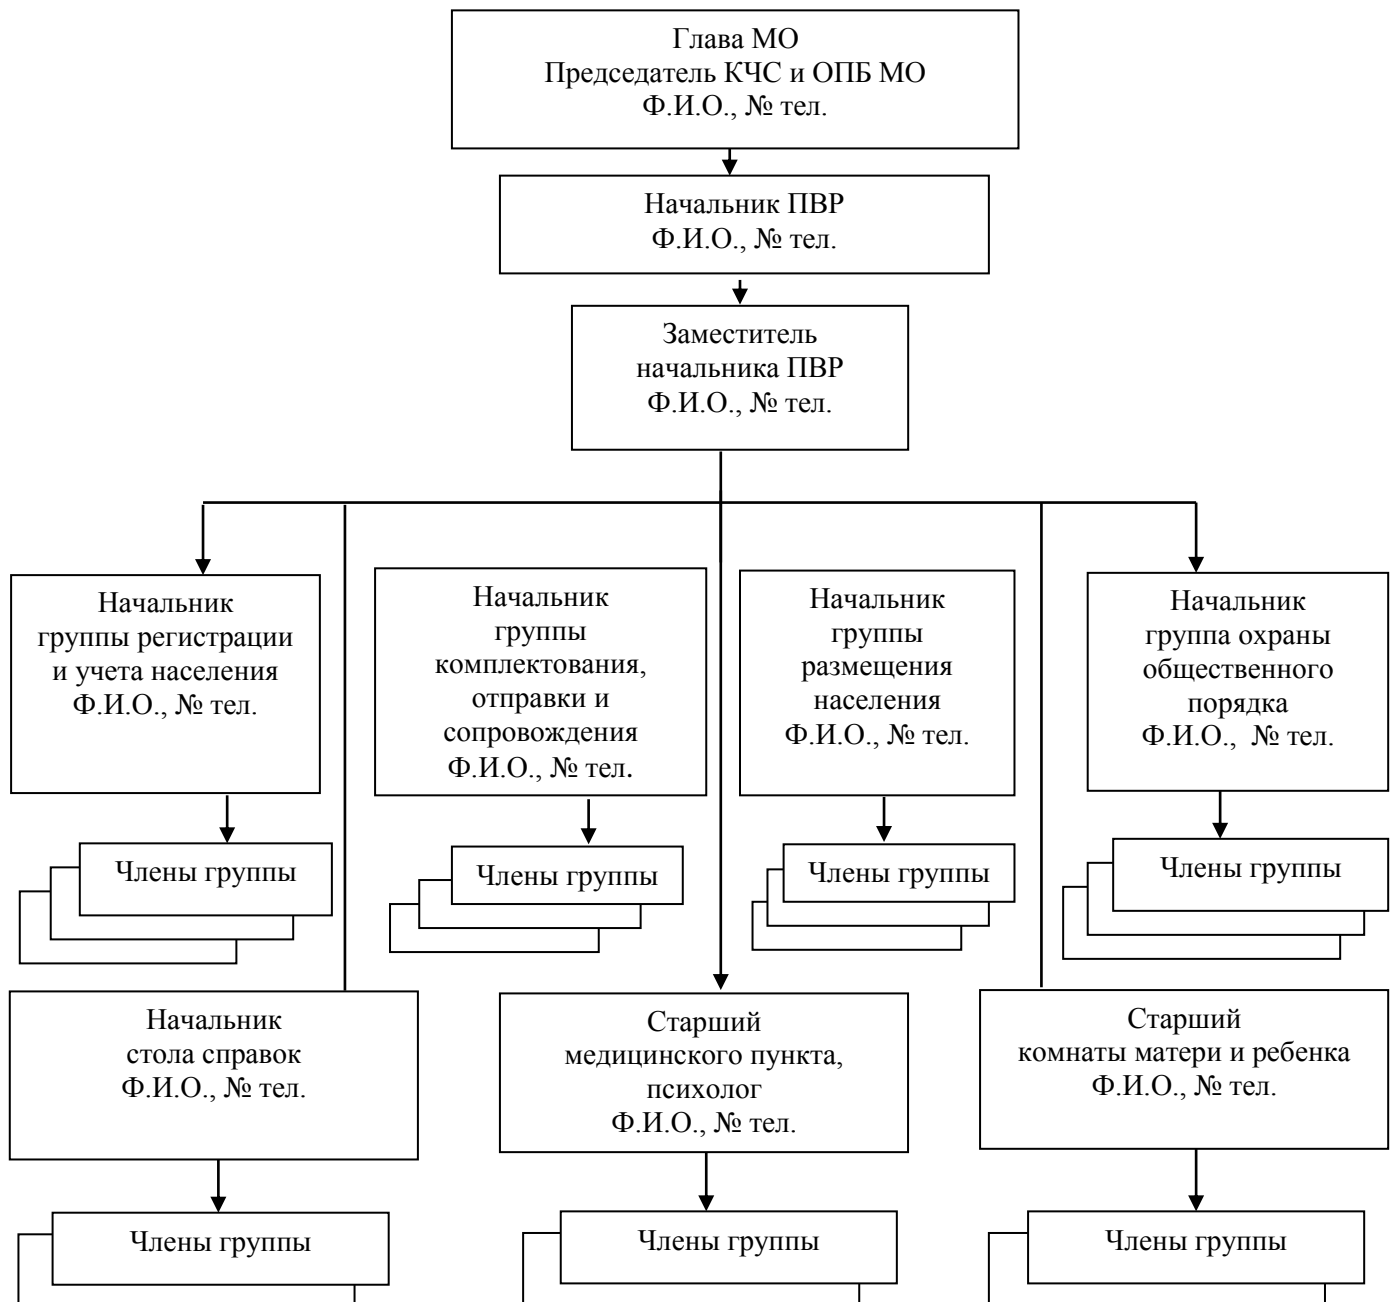 Глава МО
Председатель КЧС и ОПБ МО
Ф.И.О., № тел.
Начальник ПВР
Ф.И.О., № тел.
Заместитель
начальника ПВР
Ф.И.О., № тел.
Начальник
группы регистрации
и учета населения
Ф.И.О., № тел.
Начальник
группы
комплектования,
отправки и
сопровождения
Ф.И.О., № тел.
Начальник
группы
размещения
населения
Ф.И.О., № тел.
Начальник
группа охраны
общественного
порядка
Ф.И.О., № тел.
Члены группы
Члены группы
Члены группы
Члены группы
Начальник
стола справок
Ф.И.О., № тел.
Старший
медицинского пункта,
психолог
Ф.И.О., № тел.
Старший
комнаты матери и ребенка
Ф.И.О., № тел.
Члены группы
Члены группы
Члены группы